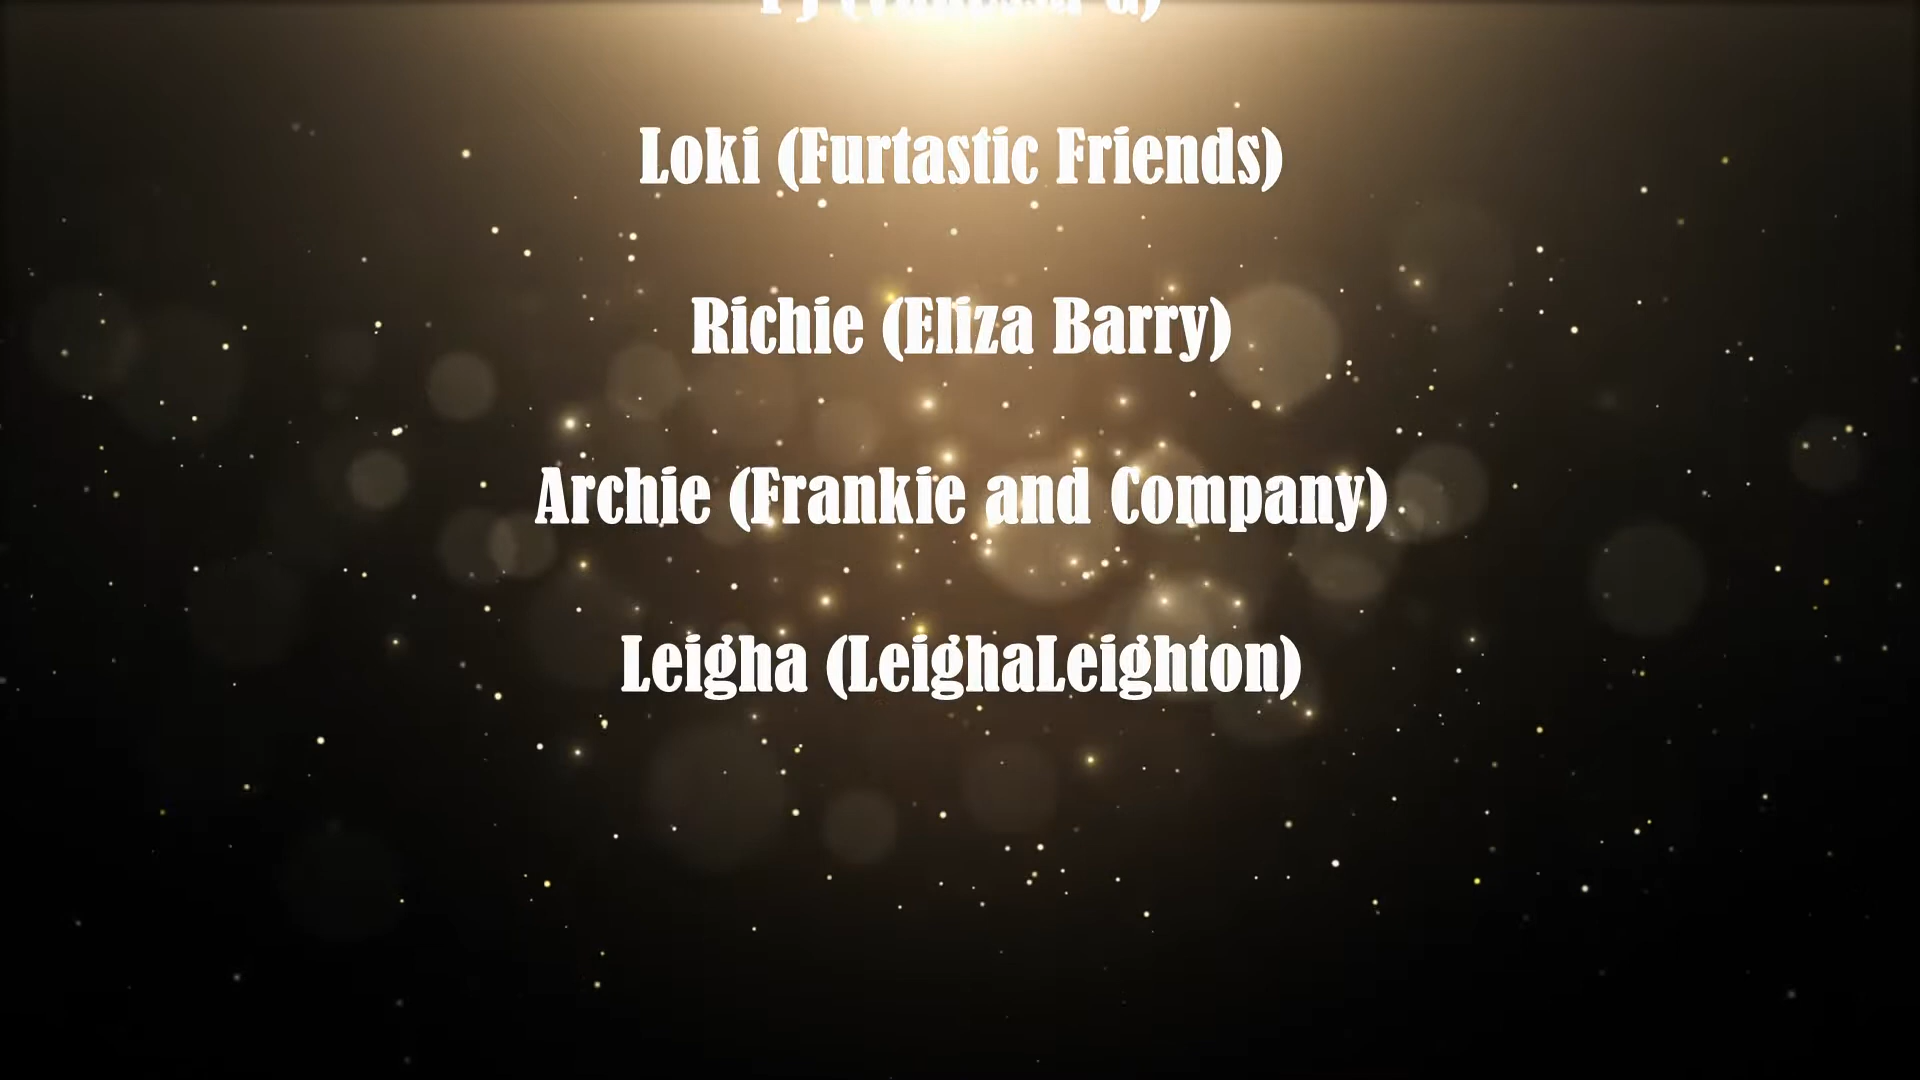 Loki (Furtastic Friends)
Richie (Eliza Barry)
Archie (Frankie and Company)
Leigha (LeighaLeighton)